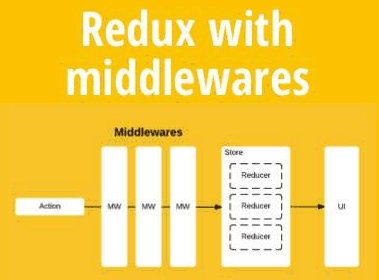 Redux with
middlewares
Middlewares
Store
Reducer
Action
MW
MW
MW
Reducer
UI
Reducer